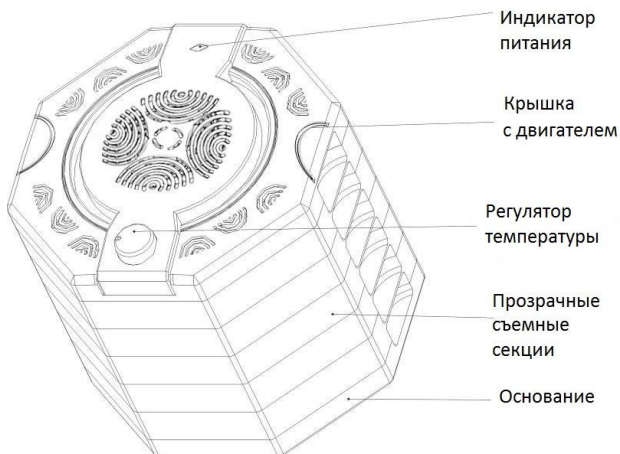 Индикатор
питания
Крышка
с двигателем
Регулятор
температуры
Прозрачные
съемные
секции
Основание